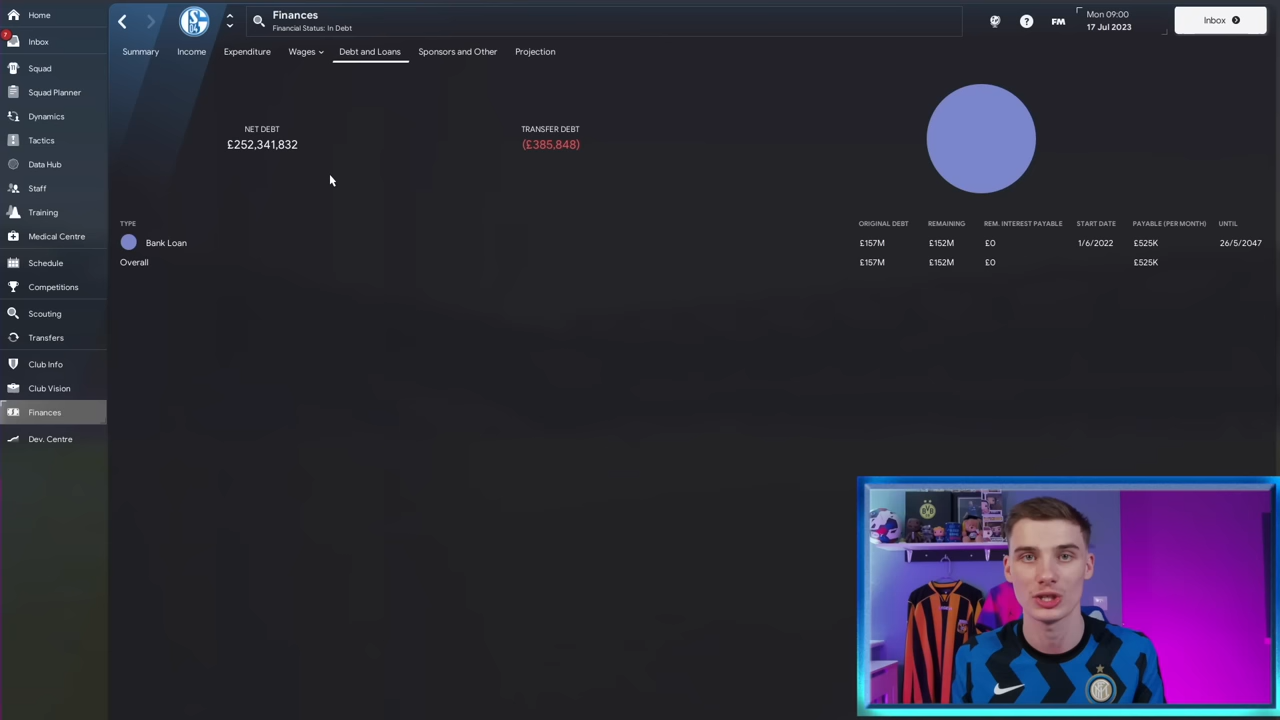 Home
7
Inbox
Squad
Squad Planner
Dynamics
Tactics
Data Hub
Staff
Training
Medical Centre
Schedule
Competitions
Scouting
Transfers
Club Info
Club Vision
Finances
Dev. Centre
Finances
Financial Status: In Debt
?
FM
Mon 09:00
17 Jul 2023
Inbox
Summary
Income
Expenditure
Wages
Debt and Loans
Sponsors and Other
Projection
NET DEBT
£252,341,832
TRANSFER DEBT
(£385,848)
TYPE ORIGINAL DEBT REMAINING REM. INTEREST PAYABLE START DATE PAYABLE (PER MONTH) UNTIL
Bank Loan £157M £152M £0 1/6/2022 £525K 26/5/2047
Overall £157M £152M £0 £525K